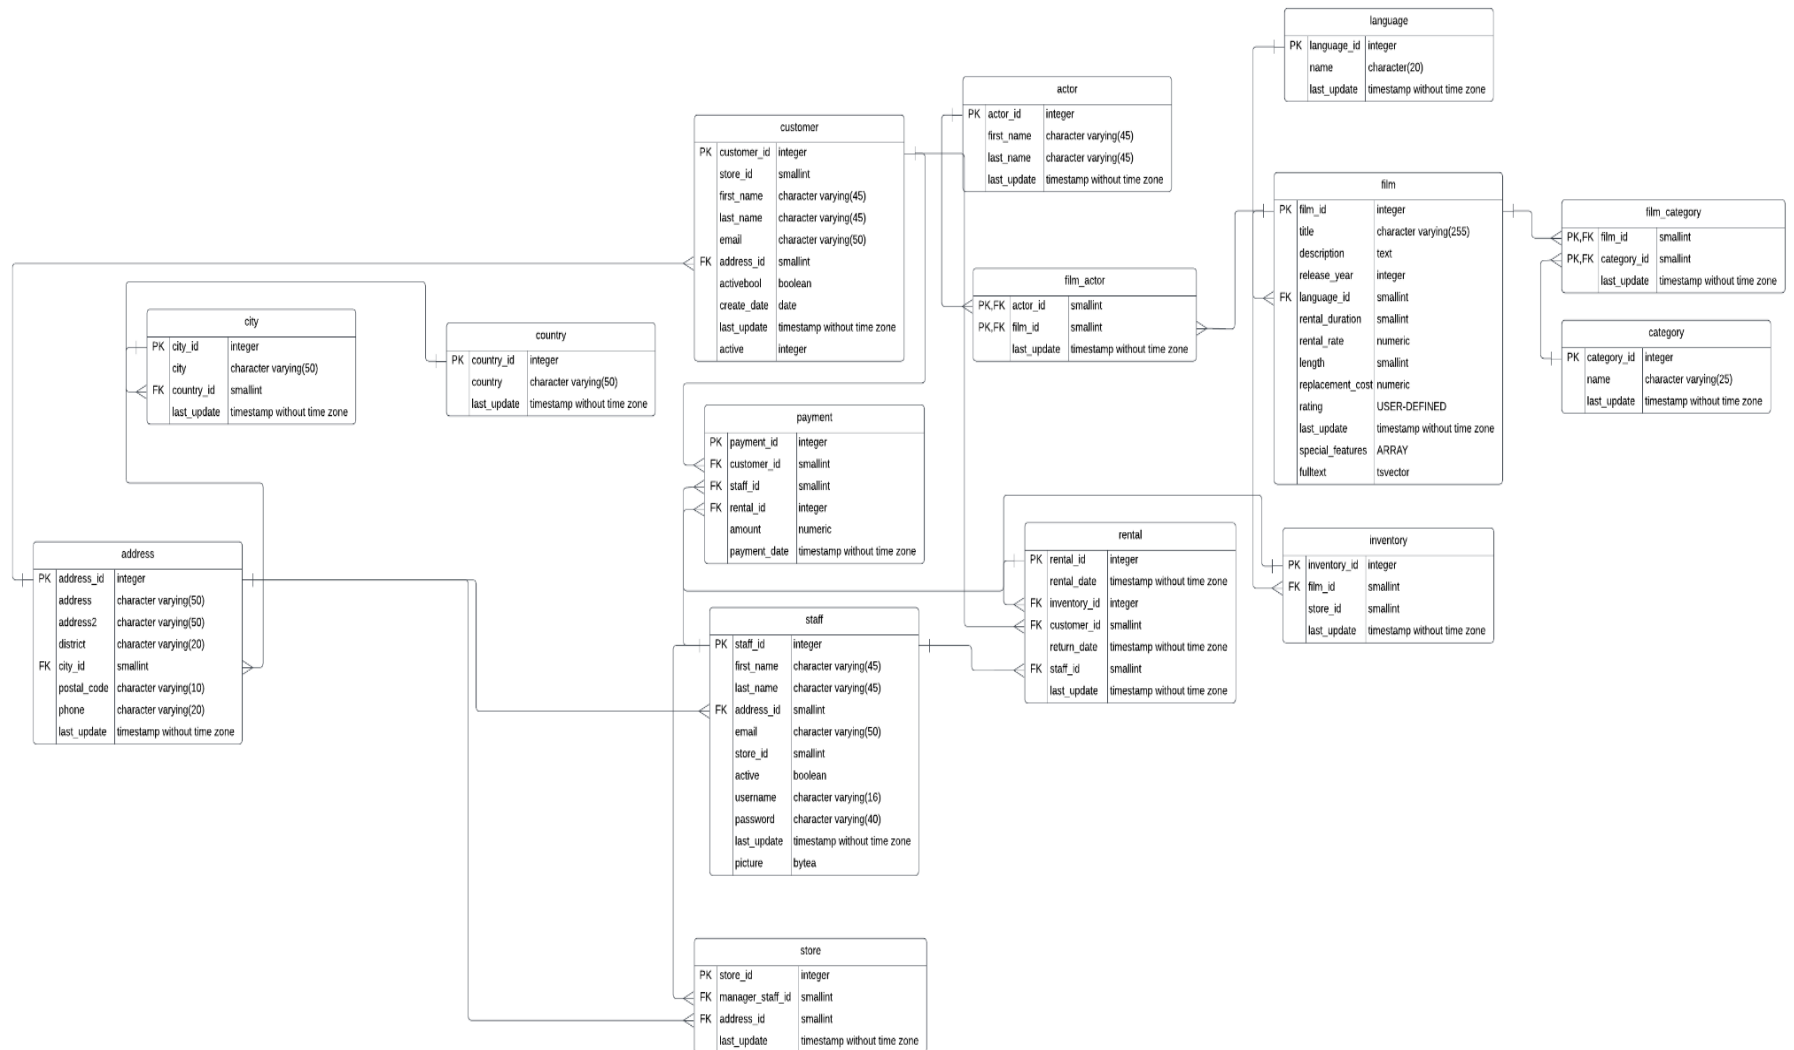 language
PK language_id integer
name character(20)
last_update timestamp without time zone
actor
PK actor_id integer
first_name character varying(45)
last_name character varying(45)
last_update timestamp without time zone
customer
PK customer_id integer
store_id smallint
first_name character varying(45)
last_name character varying(45)
email character varying(50)
FK address_id smallint
activebool boolean
create_date date
last_update timestamp without time zone
active integer
film
PK film_id integer
title character varying(255)
description text
release_year integer
FK language_id smallint
rental_duration smallint
rental_rate numeric
length smallint
replacement_cost numeric
rating USER-DEFINED
last_update timestamp without time zone
special_features ARRAY
fulltext tsvector
film_category
PK,FK film_id smallint
PK,FK category_id smallint
last_update timestamp without time zone
film_actor
PK,FK actor_id smallint
PK,FK film_id smallint
last_update timestamp without time zone
city
PK city_id integer
city character varying(50)
FK country_id smallint
last_update timestamp without time zone
country
PK country_id integer
country character varying(50)
last_update timestamp without time zone
category
PK category_id integer
name character varying(25)
last_update timestamp without time zone
payment
PK payment_id integer
FK customer_id smallint
FK staff_id smallint
FK rental_id integer
amount numeric
payment_date timestamp without time zone
rental
PK rental_id integer
rental_date timestamp without time zone
FK inventory_id integer
FK customer_id smallint
return_date timestamp without time zone
FK staff_id smallint
last_update timestamp without time zone
inventory
PK inventory_id integer
FK film_id smallint
store_id smallint
last_update timestamp without time zone
address
PK address_id integer
address character varying(50)
address2 character varying(50)
district character varying(20)
FK city_id smallint
postal_code character varying(10)
phone character varying(20)
last_update timestamp without time zone
staff
PK staff_id integer
first_name character varying(45)
last_name character varying(45)
FK address_id smallint
email character varying(50)
store_id smallint
active boolean
username character varying(16)
password character varying(40)
last_update timestamp without time zone
picture bytea
store
PK store_id integer
FK manager_staff_id smallint
FK address_id smallint
last_update timestamp without time zone